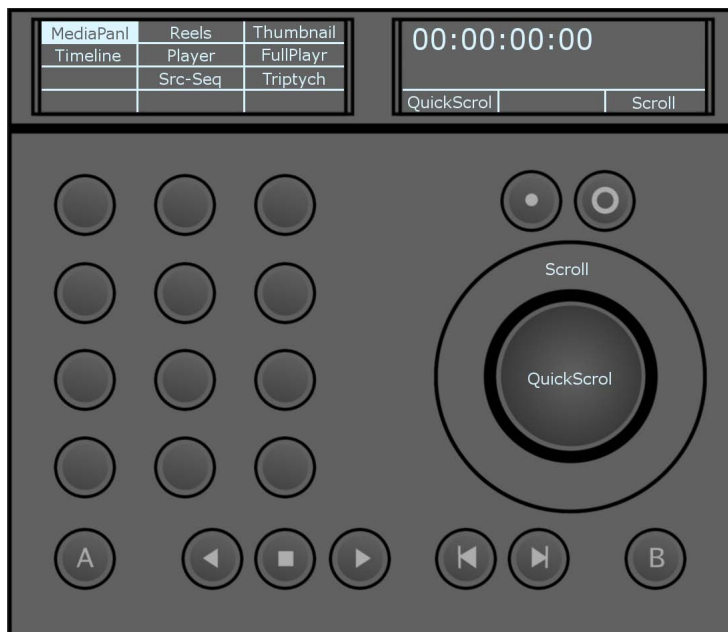 MediaPanl Reels Thumbnail
Timeline Player FullPlayr
Src-Seq Triptych
00:00:00:00
QuickScrol Scroll
Scroll
QuickScrol
A B